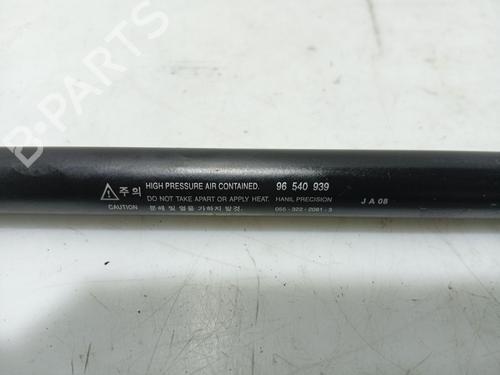 B-PARTS
주의 HIGH PRESSURE AIR CONTAINED. 96 540 939
DO NOT TAKE APART OR APPLY HEAT. HANIL PRECISION J A 08
CAUTION 분해 및 열을 가하지 말것. 055-322-2081-3